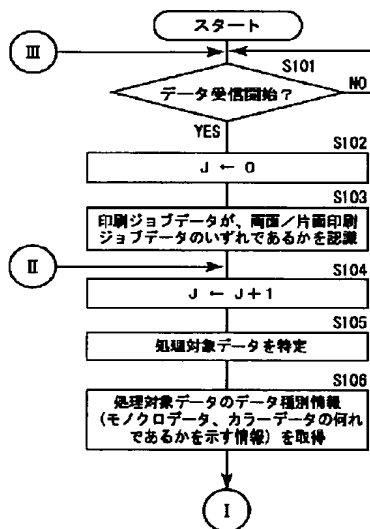 スタート
III
S101
データ受信開始？
NO
YES
S102
J ← 0
S103
印刷ジョブデータが、両面／片面印刷
ジョブデータのいずれであるかを認識
II
S104
J ← J+1
S105
処理対象データを特定
S106
処理対象データのデータ種別情報
（モノクロデータ、カラーデータの何れ
であるかを示す情報）を取得
I